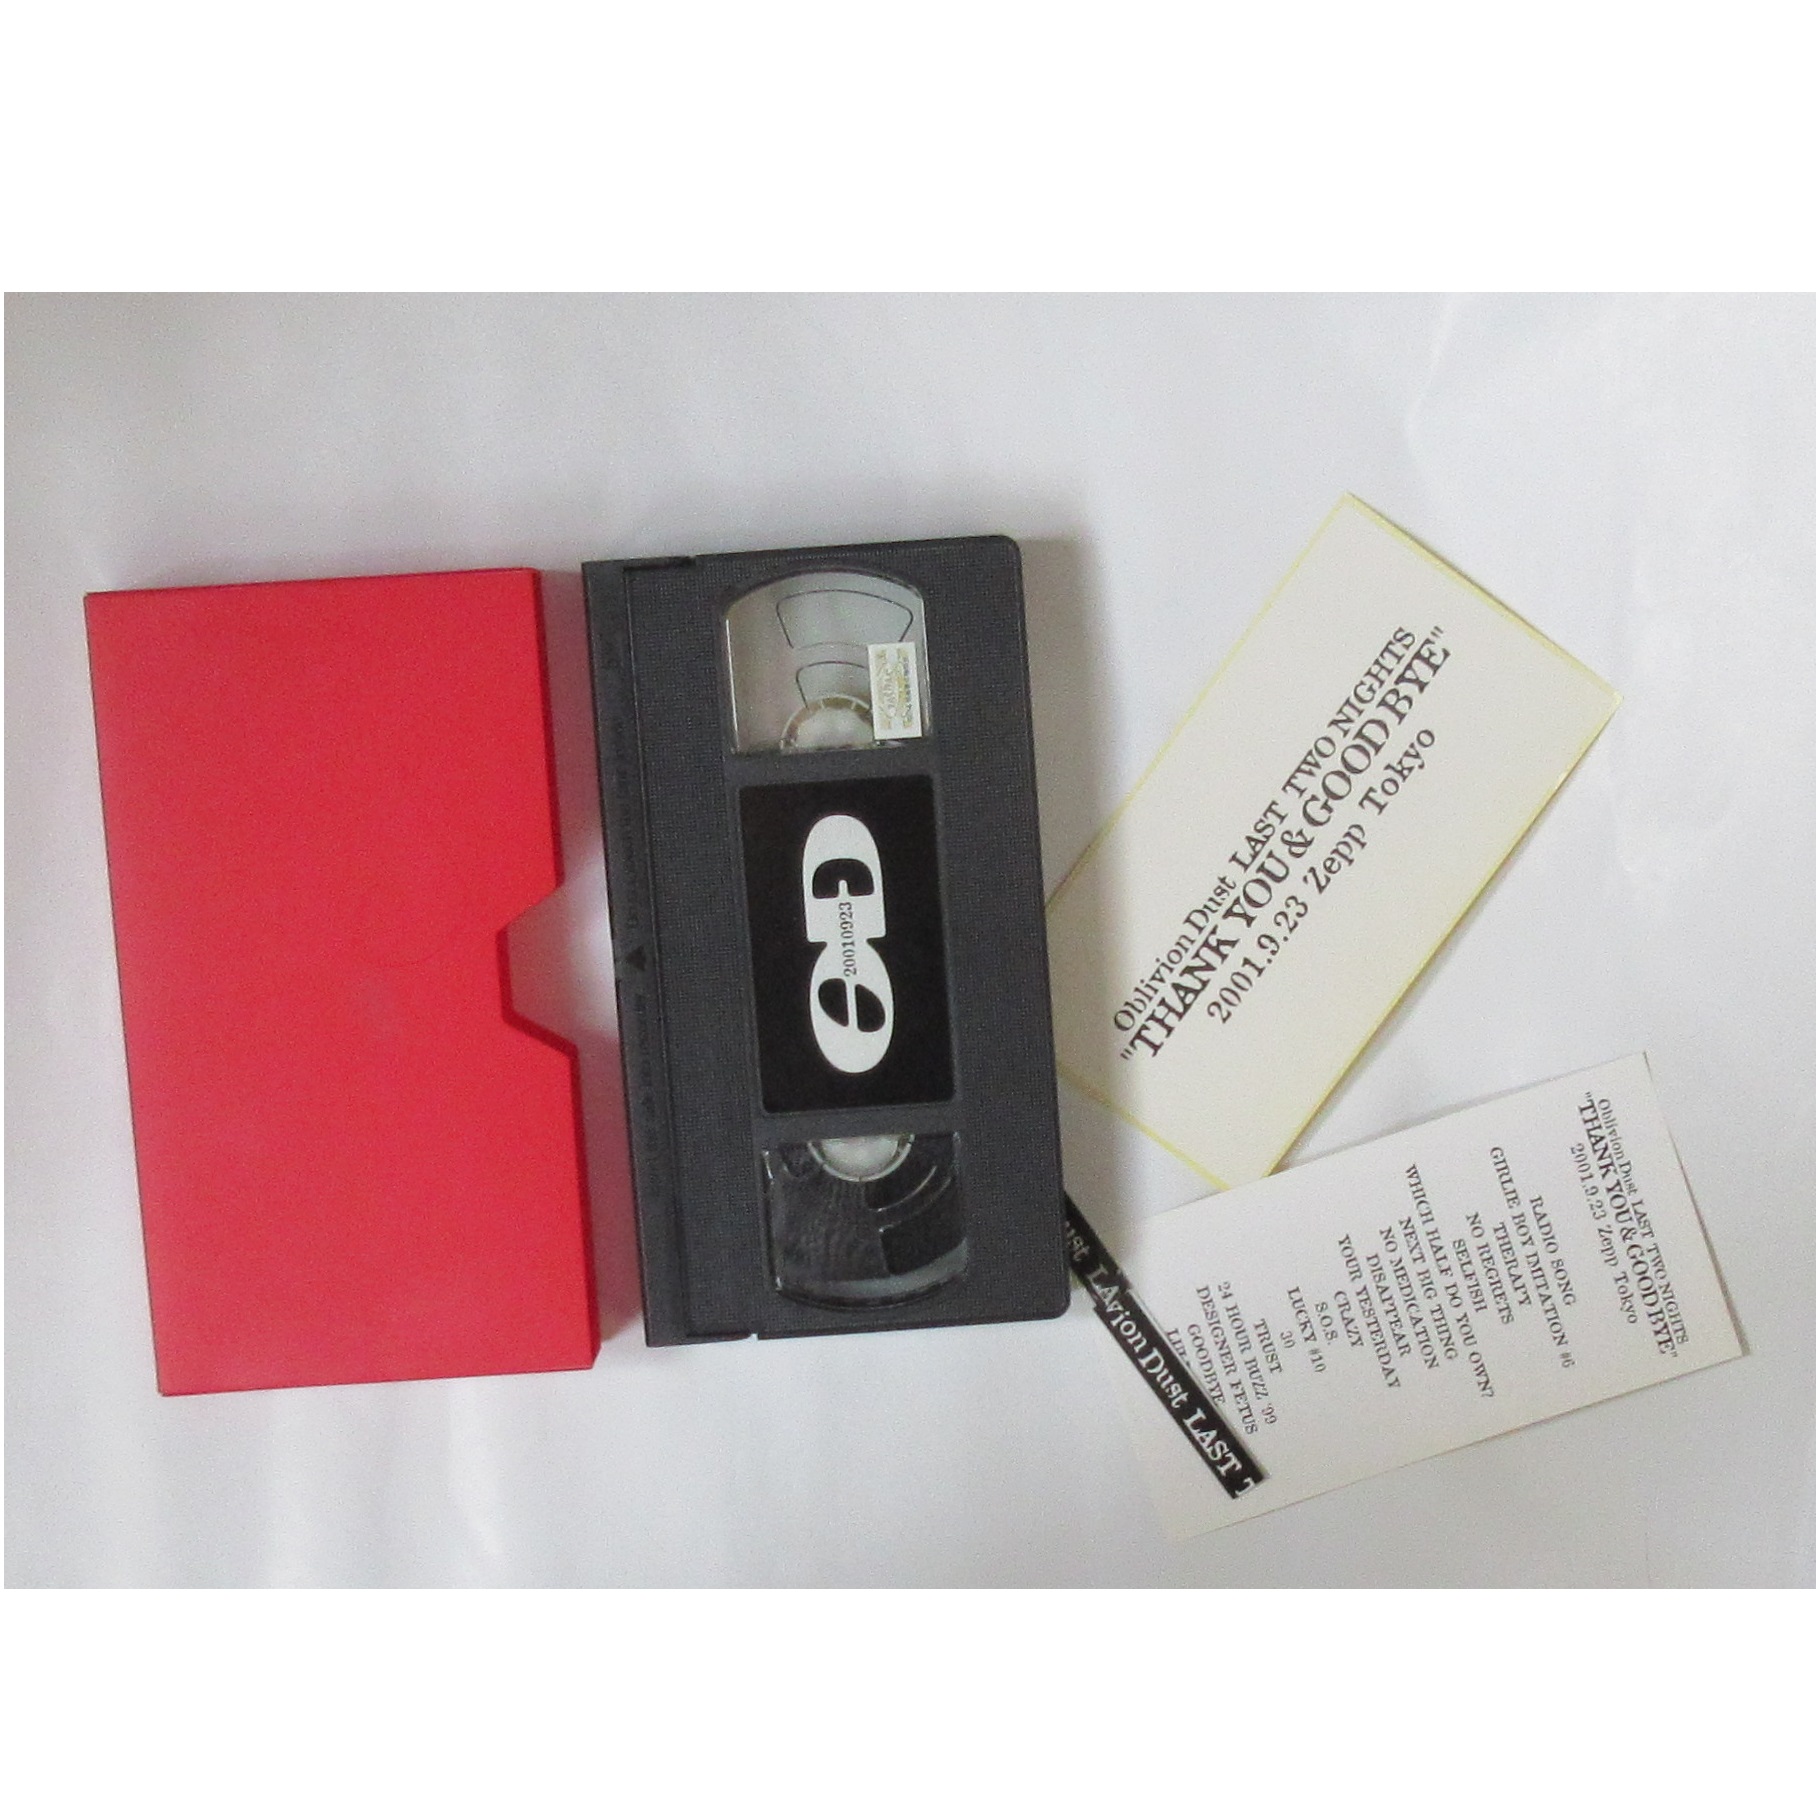 20010923
Oblivion Dust LAST TWO NIGHTS
"THANK YOU & GOOD BYE"
2001.9.23 Zepp Tokyo
Oblivion Dust LAST TWO NIGHTS
"THANK YOU & GOOD BYE"
2001.9.23 Zepp Tokyo
RADIO SONG
GIRLIE BOY IMITATION #6
THERAPY
NO REGRETS
SELFISH
WHICH HALF DO YOU OWN?
NEXT BIG THING
NO MEDICATION
DISAPPEAR
YOUR YESTERDAY
CRAZY
S.O.S.
LUCKY #10
30
TRUST
24 HOUR BUZZ '99
DESIGNER FETUS
GOODBYE
Dust LAST